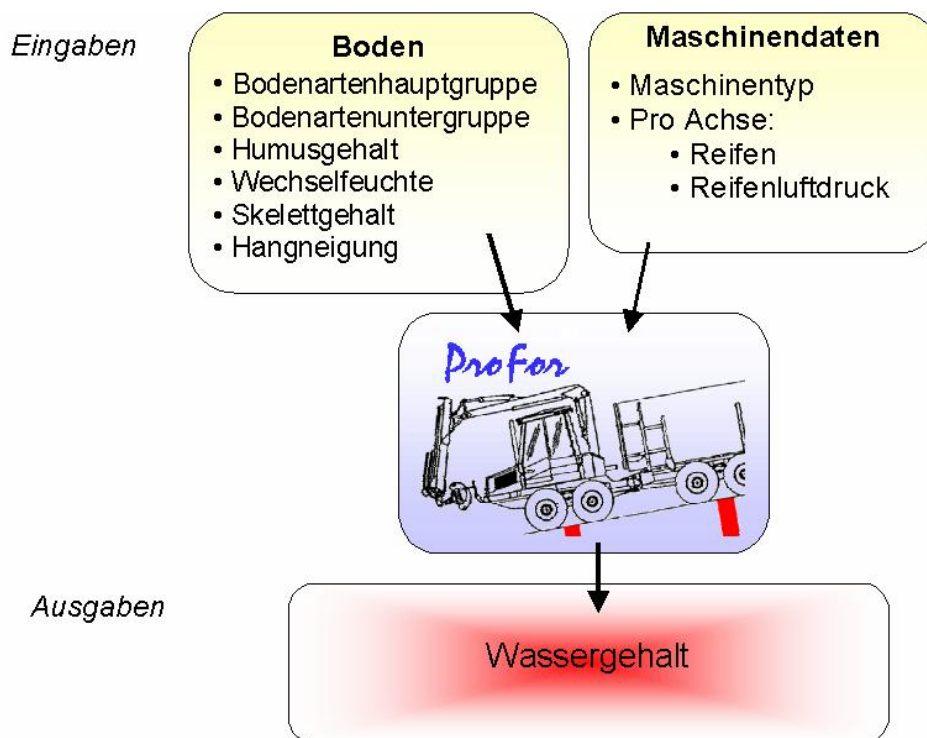 Eingaben
Boden
• Bodenartenhauptgruppe
• Bodenartenuntergruppe
• Humusgehalt
• Wechselfeuchte
• Skelettgehalt
• Hangneigung
Maschinendaten
• Maschinentyp
• Pro Achse:
• Reifen
• Reifenluftdruck
ProFor
Ausgaben
Wassergehalt